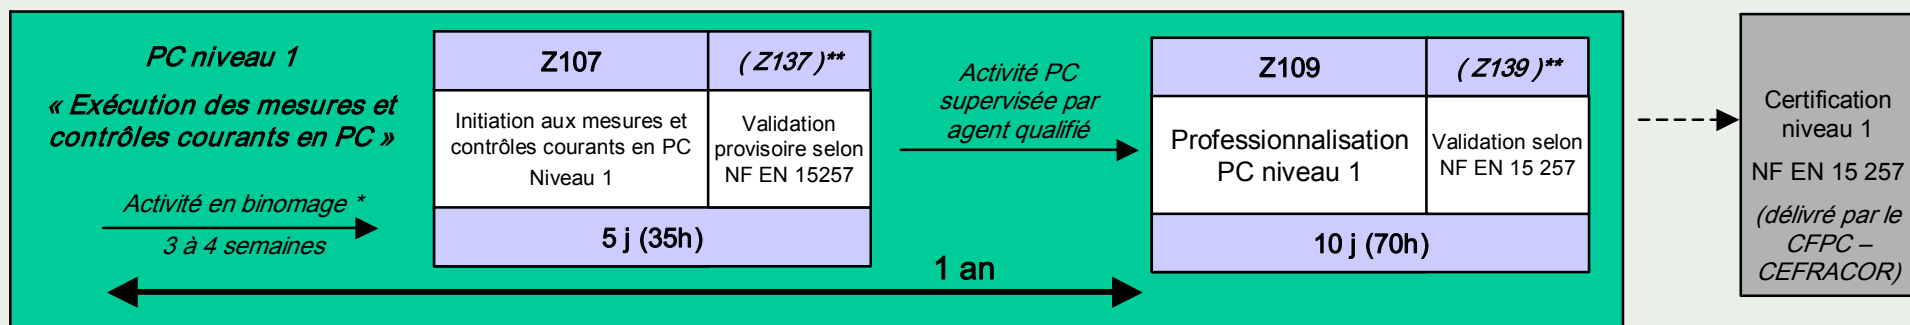 PC niveau 1
« Exécution des mesures et
contrôles courants en PC »
Activité en binomage *
3 à 4 semaines
Z107
( Z137 )**
Initiation aux mesures et
contrôles courants en PC
Niveau 1
Validation
provisoire selon
NF EN 15257
5 j (35h)
Activité PC
supervisée par
agent qualifié
1 an
Z109
( Z139 )**
Professionnalisation
PC niveau 1
Validation selon
NF EN 15 257
10 j (70h)
Certification
niveau 1
NF EN 15 257
(délivré par le
CFPC –
CEFRACOR)